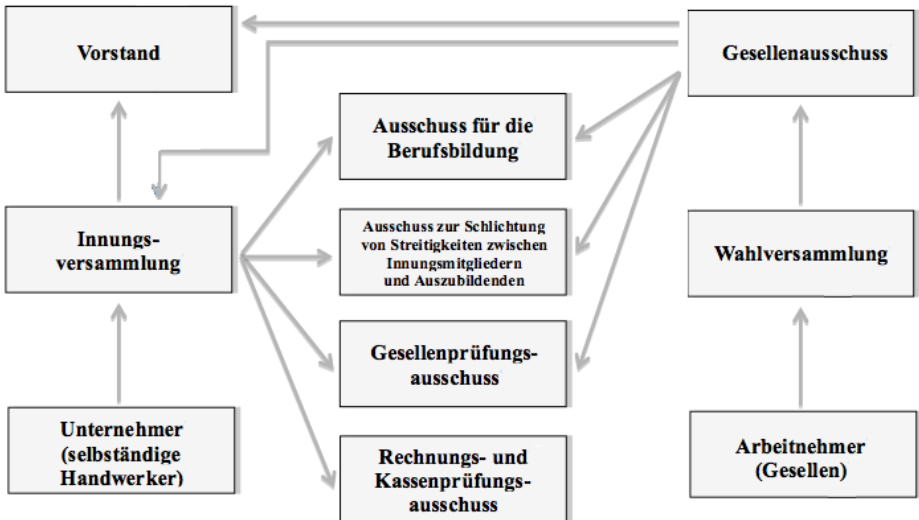 Vorstand
Gesellenausschuss
Ausschuss für die
Berufsbildung
Innungs-
versammlung
Ausschuss zur Schlichtung
von Streitigkeiten zwischen
Innungsmitgliedern
und Auszubildenden
Wahlversammlung
Gesellenprüfungs-
ausschuss
Unternehmer
(selbständige
Handwerker)
Rechnungs- und
Kassenprüfungs-
ausschuss
Arbeitnehmer
(Gesellen)